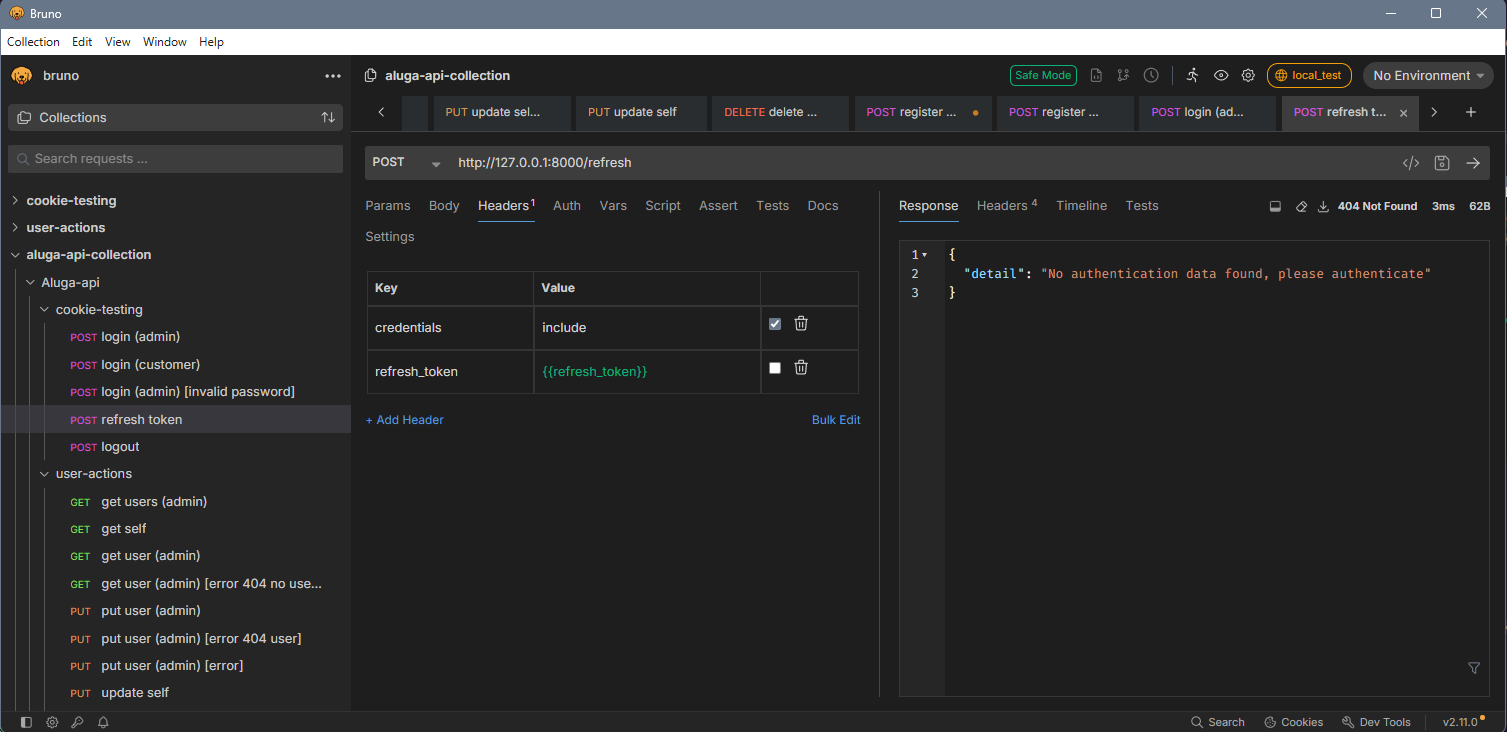 Bruno
Collection Edit View Window Help
bruno
•••
aluga-api-collection
Safe Mode
local_test
No Environment
Collections
PUT update sel...
PUT update self
DELETE delete ...
POST register ...
POST register ...
POST login (ad...
POST refresh t...
Search requests ...
POST
http://127.0.0.1:8000/refresh
cookie-testing
user-actions
aluga-api-collection
Aluga-api
cookie-testing
POST login (admin)
POST login (customer)
POST login (admin) [invalid password]
POST refresh token
POST logout
user-actions
GET get users (admin)
GET get self
GET get user (admin)
GET get user (admin) [error 404 no use...
PUT put user (admin)
PUT put user (admin) [error 404 user]
PUT put user (admin) [error]
PUT update self
Params Body Headers1 Auth Vars Script Assert Tests Docs
Settings
Key Value
credentials include
refresh_token {{refresh_token}}
+ Add Header Bulk Edit
Response Headers 4 Timeline Tests
404 Not Found 3ms 62B
1 {
2 "detail": "No authentication data found, please authenticate"
3 }
Search Cookies Dev Tools v2.11.0